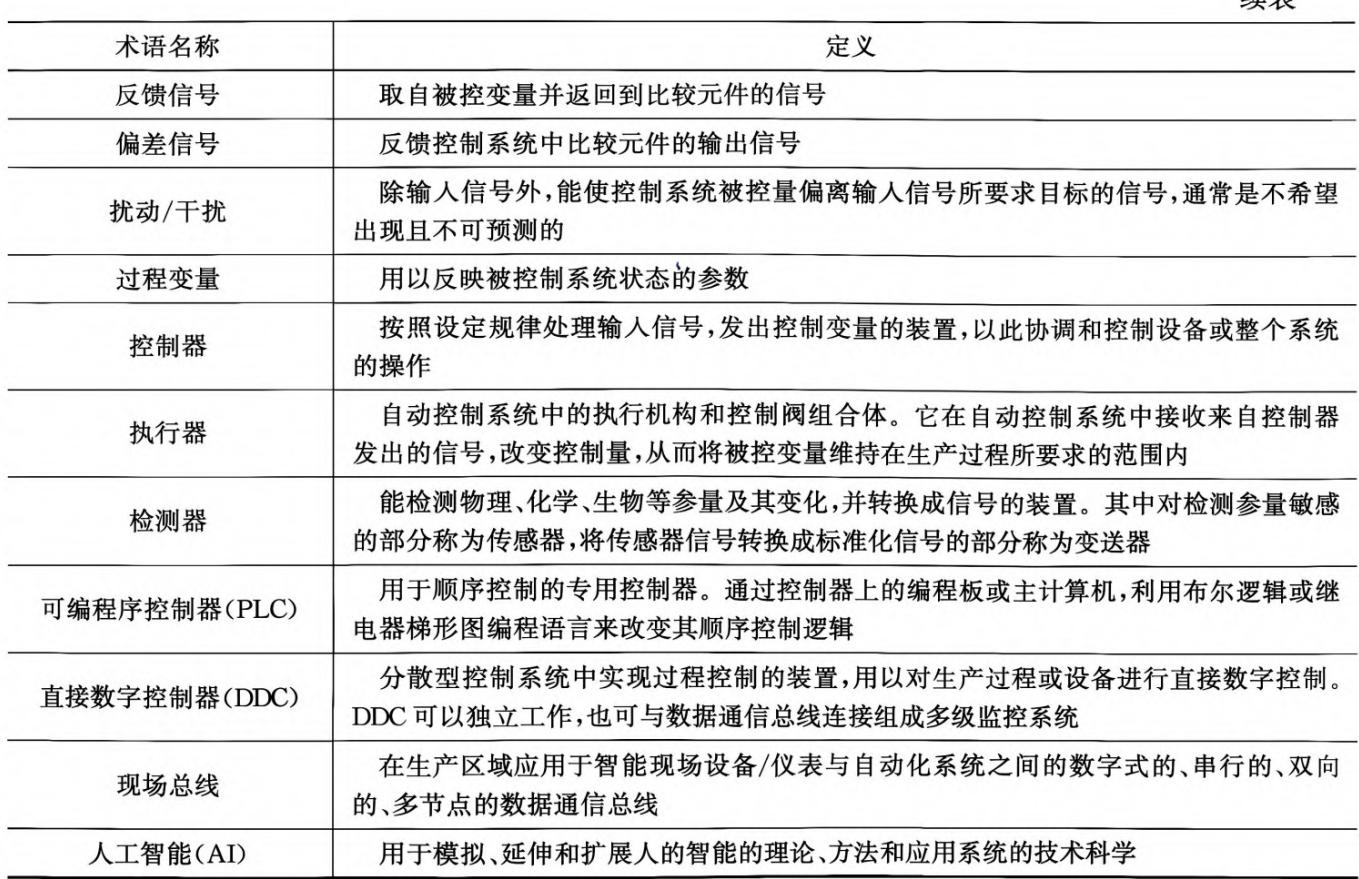 续表
术语名称 定义
反馈信号 取自被控变量并返回到比较元件的信号
偏差信号 反馈控制系统中比较元件的输出信号
扰动/干扰 除输入信号外,能使控制系统被控量偏离输入信号所要求目标的信号,通常是不希望
出现且不可预测的
过程变量 用以反映被控制系统状态的参数
控制器 按照设定规律处理输入信号,发出控制变量的装置,以此协调和控制设备或整个系统
的操作
执行器 自动控制系统中的执行机构和控制阀组合体。它在自动控制系统中接收来自控制器
发出的信号,改变控制量,从而将被控变量维持在生产过程所要求的范围内
检测器 能检测物理、化学、生物等参量及其变化,并转换成信号的装置。其中对检测参量敏感
的部分称为传感器,将传感器信号转换成标准化信号的部分称为变送器
可编程序控制器(PLC) 用于顺序控制的专用控制器。通过控制器上的编程板或主计算机,利用布尔逻辑或继
电器梯形图编程语言来改变其顺序控制逻辑
直接数字控制器(DDC) 分散型控制系统中实现过程控制的装置,用以对生产过程或设备进行直接数字控制。
DDC 可以独立工作,也可与数据通信总线连接组成多级监控系统
现场总线 在生产区域应用于智能现场设备/仪表与自动化系统之间的数字式的、串行的、双向
的、多节点的数据通信总线
人工智能(AI) 用于模拟、延伸和扩展人的智能的理论、方法和应用系统的技术科学